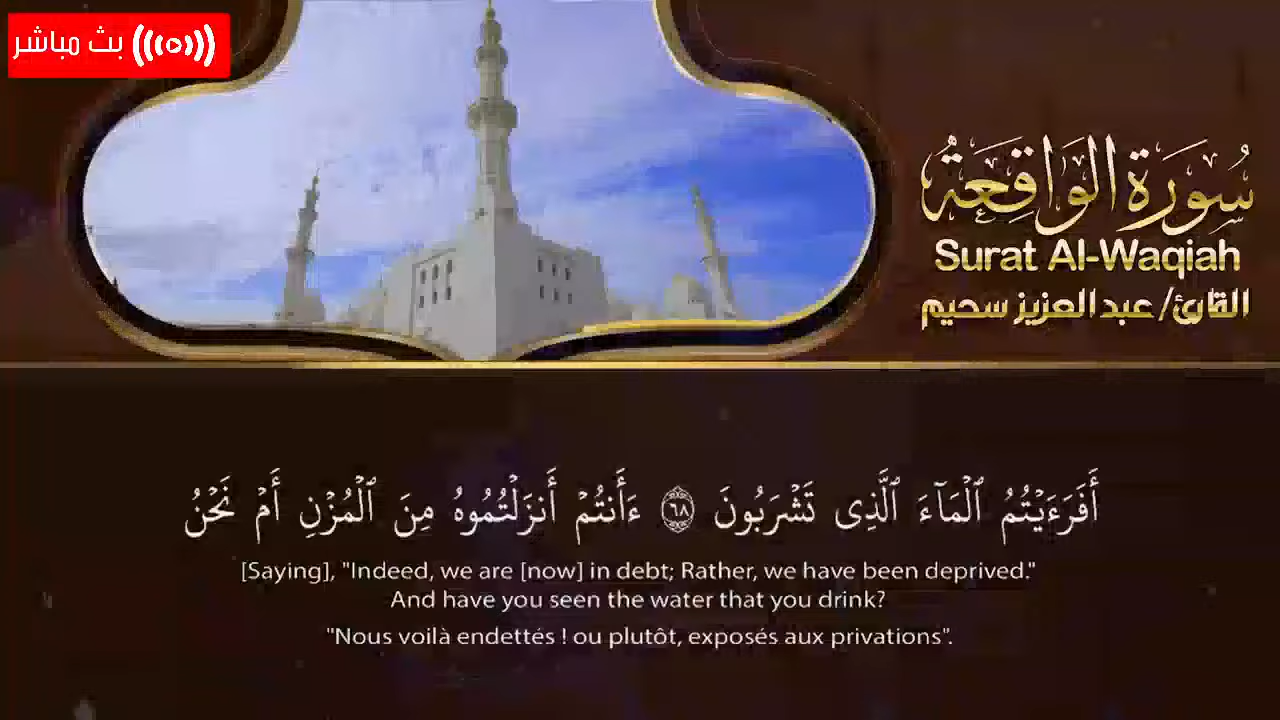 بث مباشر
سُورَةُ الوَاقِعَةُ
Surat Al-Waqiah
القارئ/ عبد العزيز سحيم
أَفَرَءَيْتُمُ ٱلْمَآءَ ٱلَّذِى تَشْرَبُونَ ۝٦٨ ءَأَنتُمْ أَنزَلْتُمُوهُ مِنَ ٱلْمُزْنِ أَمْ نَحْنُ
[Saying], "Indeed, we are [now] in debt; Rather, we have been deprived."
And have you seen the water that you drink?
"Nous voilà endettés ! ou plutôt, exposés aux privations".